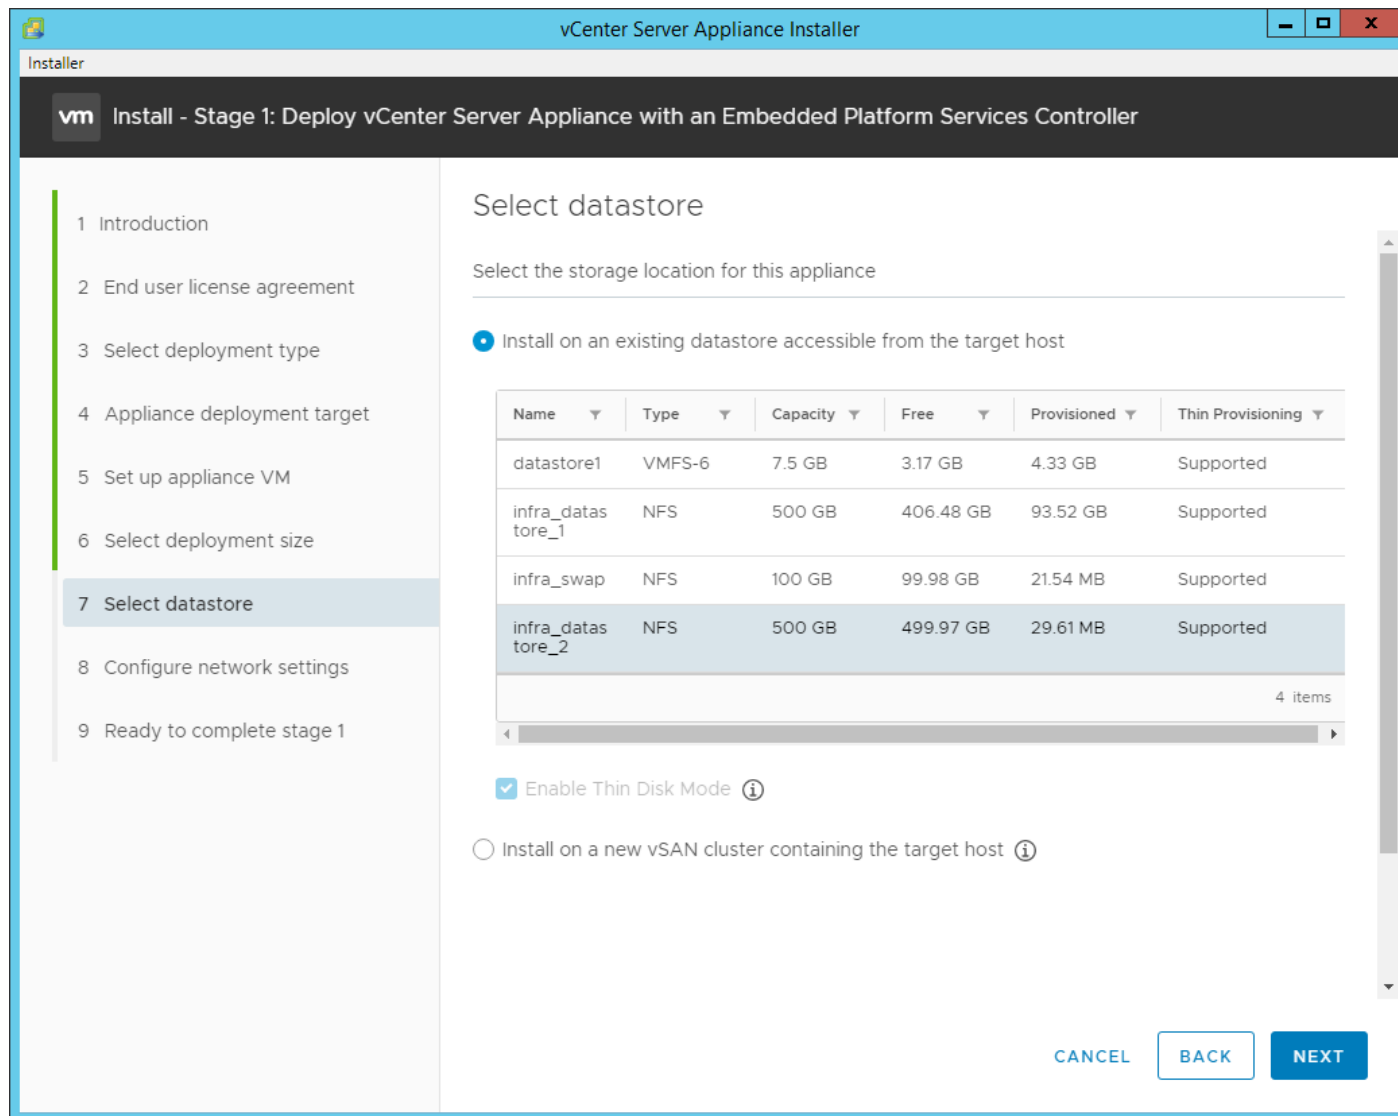 vCenter Server Appliance Installer
Installer
vm Install - Stage 1: Deploy vCenter Server Appliance with an Embedded Platform Services Controller
1 Introduction
2 End user license agreement
3 Select deployment type
4 Appliance deployment target
5 Set up appliance VM
6 Select deployment size
7 Select datastore
8 Configure network settings
9 Ready to complete stage 1
Select datastore
Select the storage location for this appliance
Install on an existing datastore accessible from the target host
Name Type Capacity Free Provisioned Thin Provisioning
datastore1 VMFS-6 7.5 GB 3.17 GB 4.33 GB Supported
infra_datas NFS 500 GB 406.48 GB 93.52 GB Supported
tore_1
infra_swap NFS 100 GB 99.98 GB 21.54 MB Supported
infra_datas NFS 500 GB 499.97 GB 29.61 MB Supported
tore_2
4 items
Enable Thin Disk Mode
Install on a new vSAN cluster containing the target host
CANCEL BACK NEXT